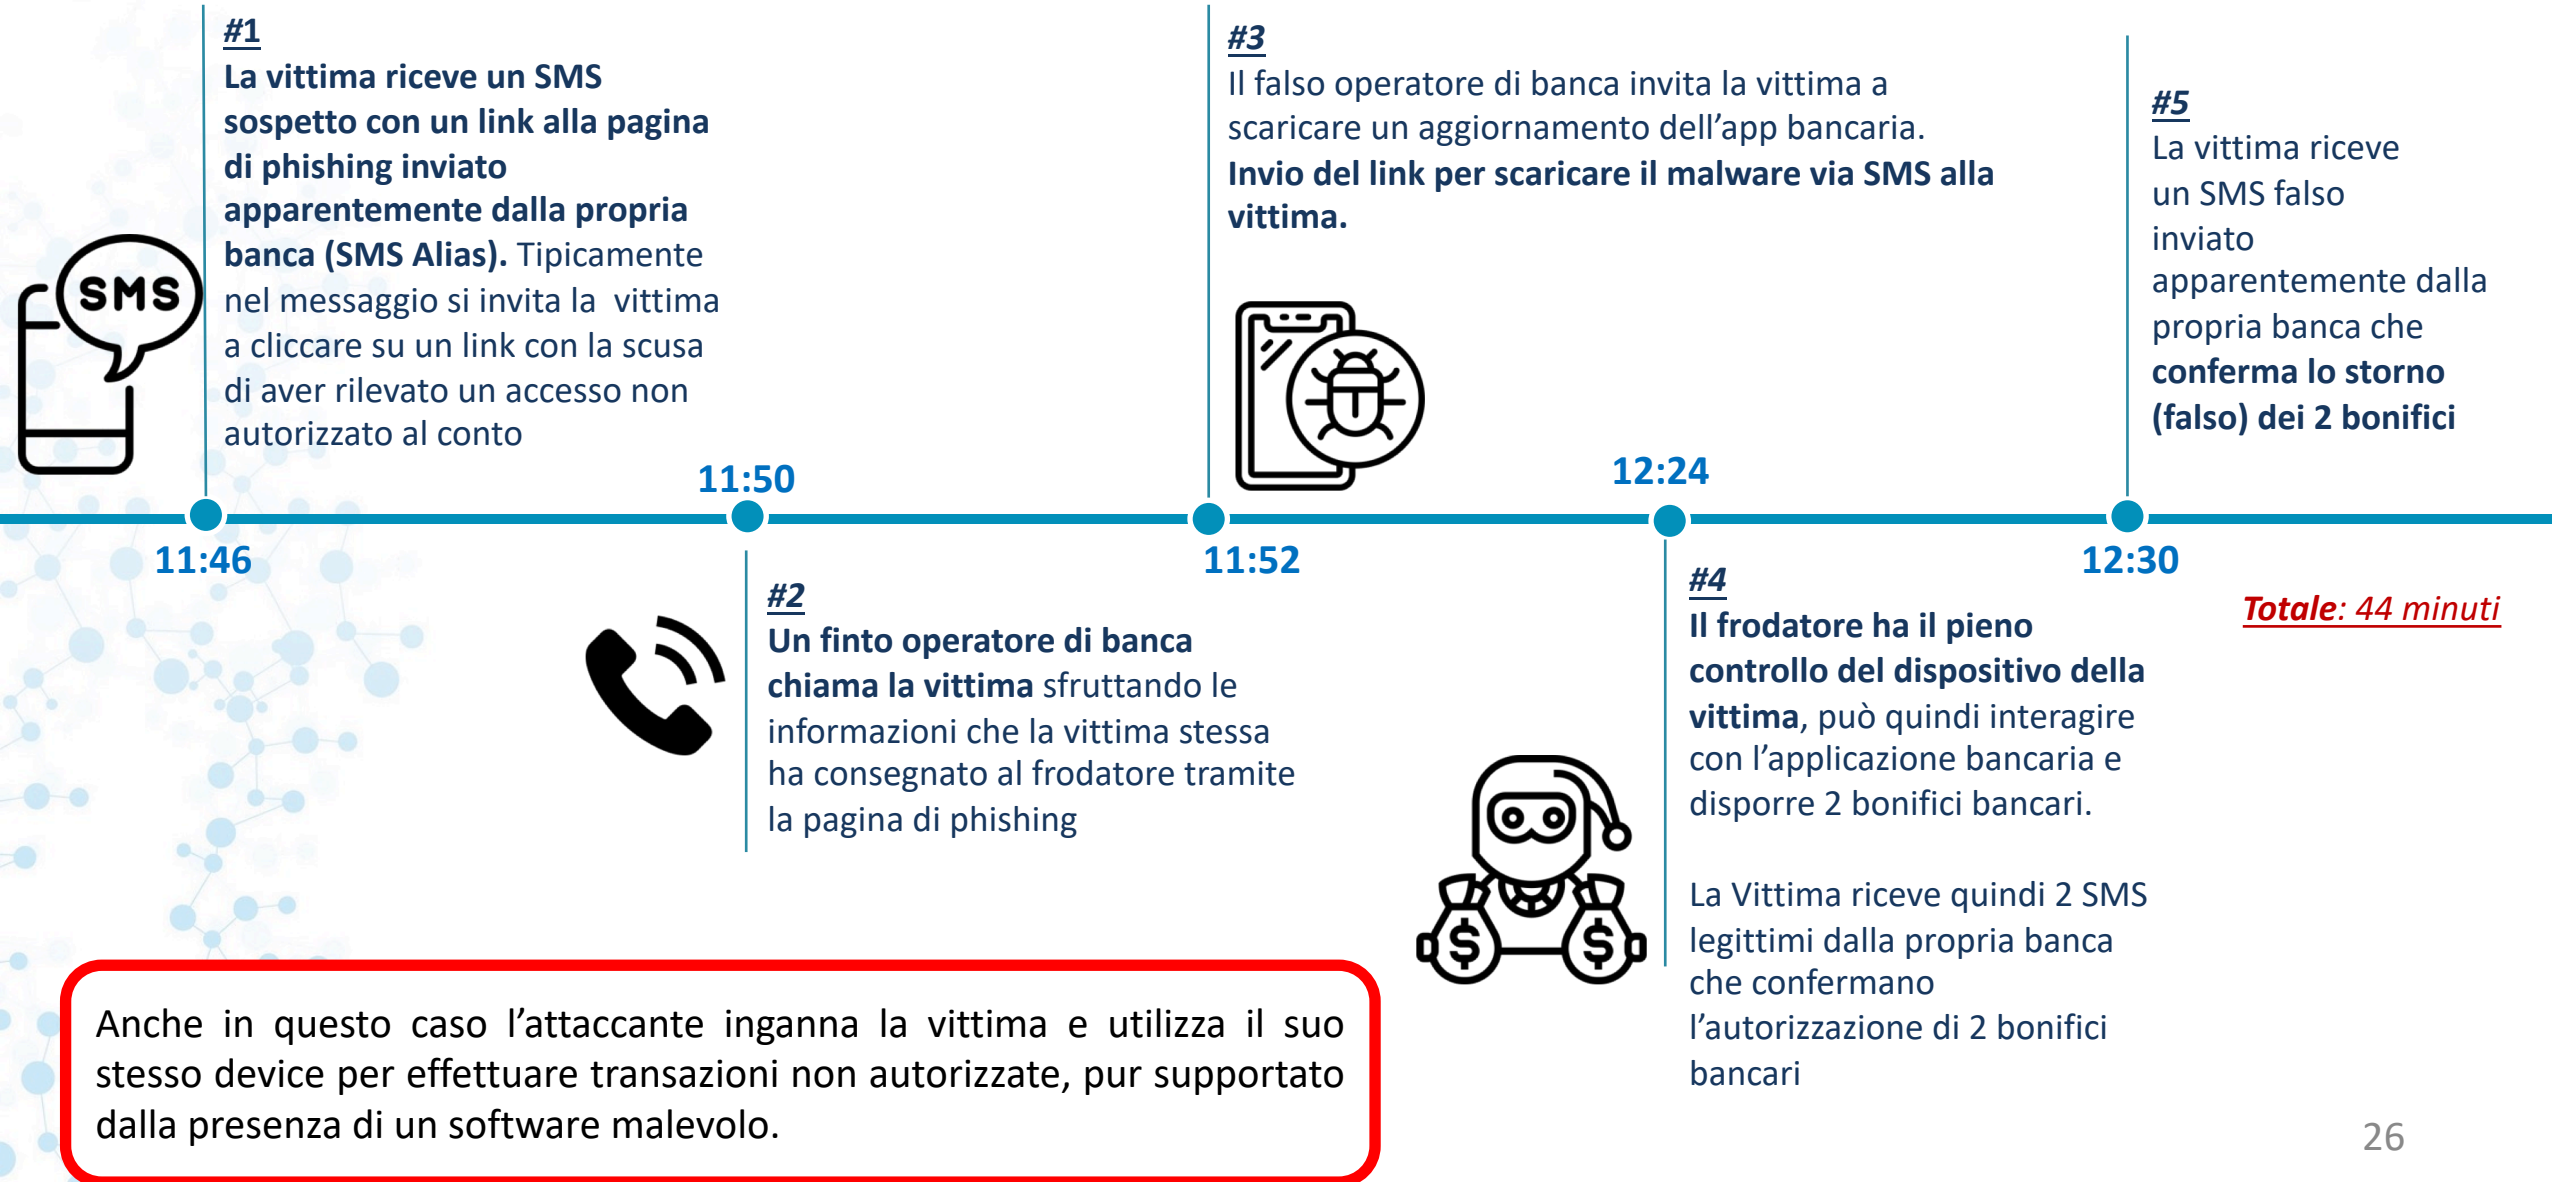 #1
La vittima riceve un SMS
sospetto con un link alla pagina
di phishing inviato
apparentemente dalla propria
banca (SMS Alias). Tipicamente
nel messaggio si invita la  vittima
a cliccare su un link con la scusa
di aver rilevato un accesso non
autorizzato al conto
SMS
11:46
11:50
#2
Un finto operatore di banca
chiama la vittima sfruttando le
informazioni che la vittima stessa
ha consegnato al frodatore tramite
la pagina di phishing
#3
Il falso operatore di banca invita la vittima a
scaricare un aggiornamento dell’app bancaria.
Invio del link per scaricare il malware via SMS alla
vittima.
11:52
12:24
#4
Il frodatore ha il pieno
controllo del dispositivo della
vittima, può quindi interagire
con l’applicazione bancaria e
disporre 2 bonifici bancari.
La Vittima riceve quindi 2 SMS
legittimi dalla propria banca
che confermano
l’autorizzazione di 2 bonifici
bancari
$ $
#5
La vittima riceve
un SMS falso
inviato
apparentemente dalla
propria banca che
conferma lo storno
(falso) dei 2 bonifici
12:30
Totale: 44 minuti
Anche in questo caso l’attaccante inganna la vittima e utilizza il suo
stesso device per effettuare transazioni non autorizzate, pur supportato
dalla presenza di un software malevolo.
26